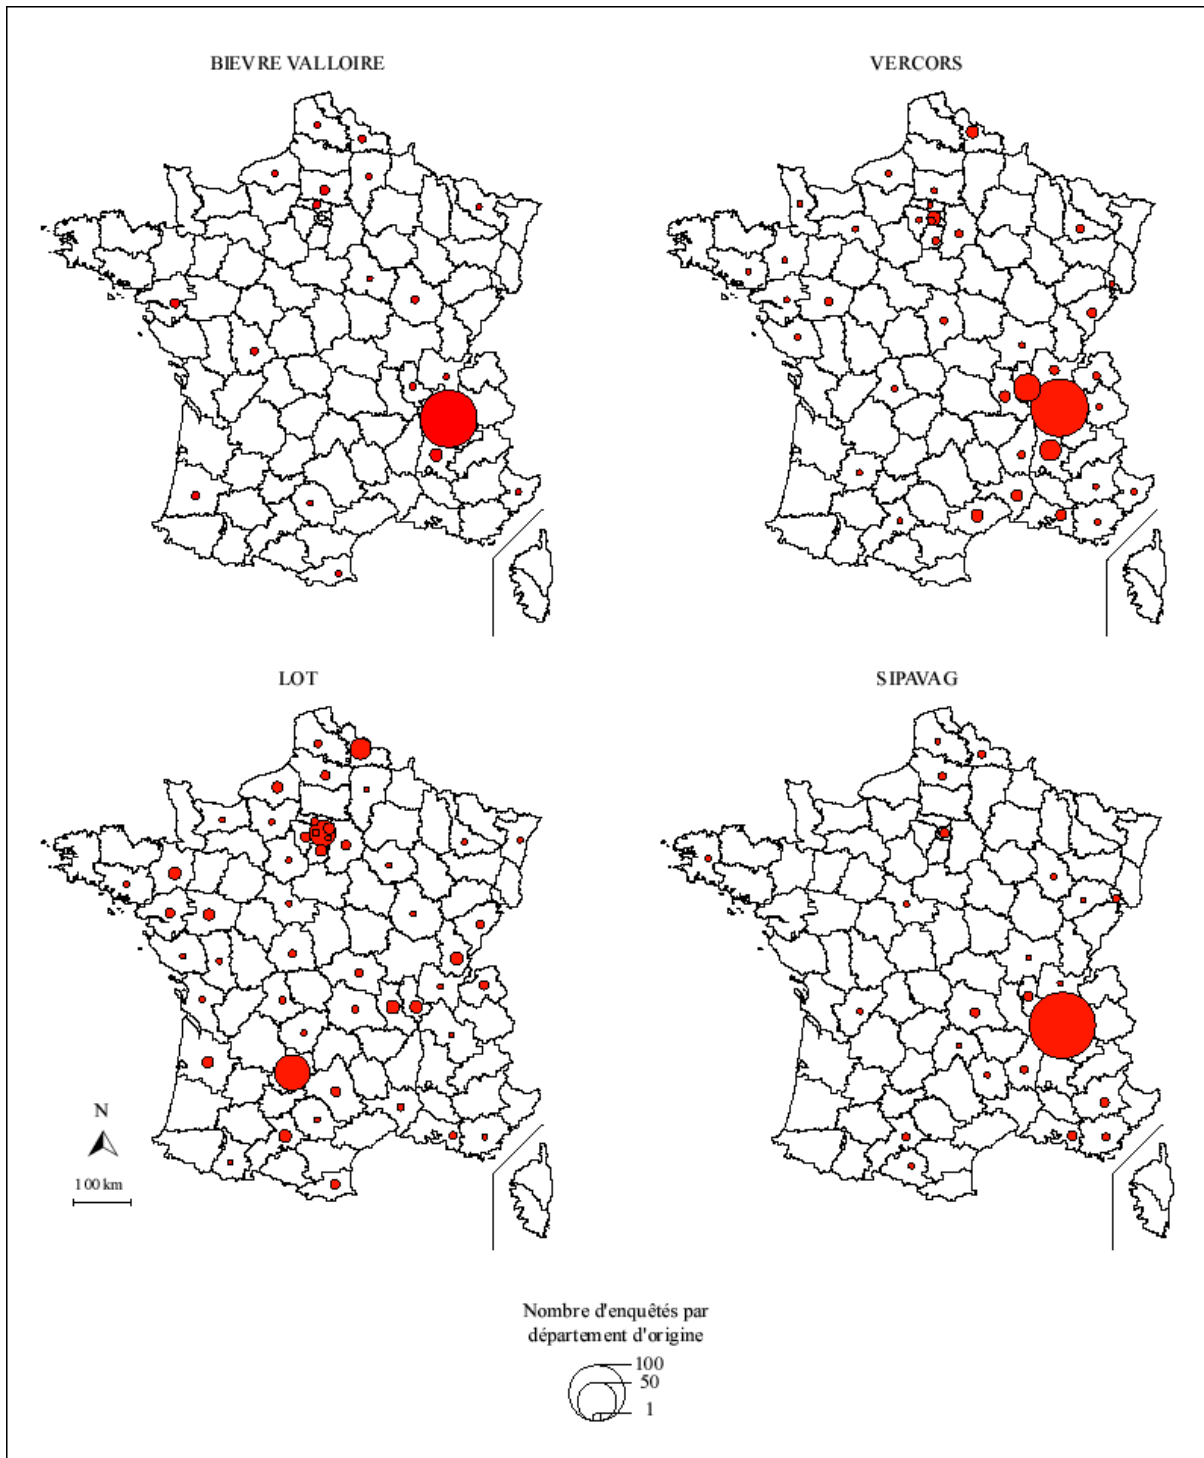 BIEVRE VALLOIRE
VERCORS
LOT
SIPAVAG
N
100 km
Nombre d'enquêtés par
département d'origine
100
50
1